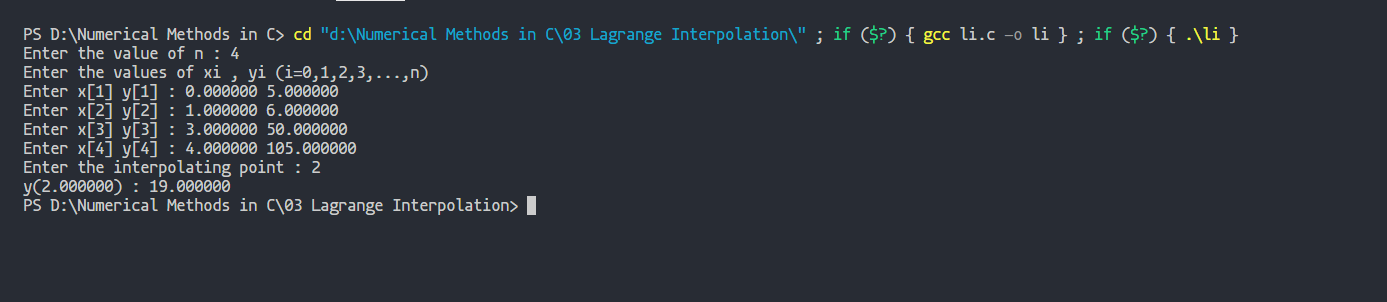 PS D:\Numerical Methods in C> cd "d:\Numerical Methods in C\03 Lagrange Interpolation\" ; if ($?) { gcc li.c -o li } ; if ($?) { .\li }
Enter the value of n : 4
Enter the values of xi , yi (i=0,1,2,3,...,n)
Enter x[1] y[1] : 0.000000 5.000000
Enter x[2] y[2] : 1.000000 6.000000
Enter x[3] y[3] : 3.000000 50.000000
Enter x[4] y[4] : 4.000000 105.000000
Enter the interpolating point : 2
y(2.000000) : 19.000000
PS D:\Numerical Methods in C\03 Lagrange Interpolation>